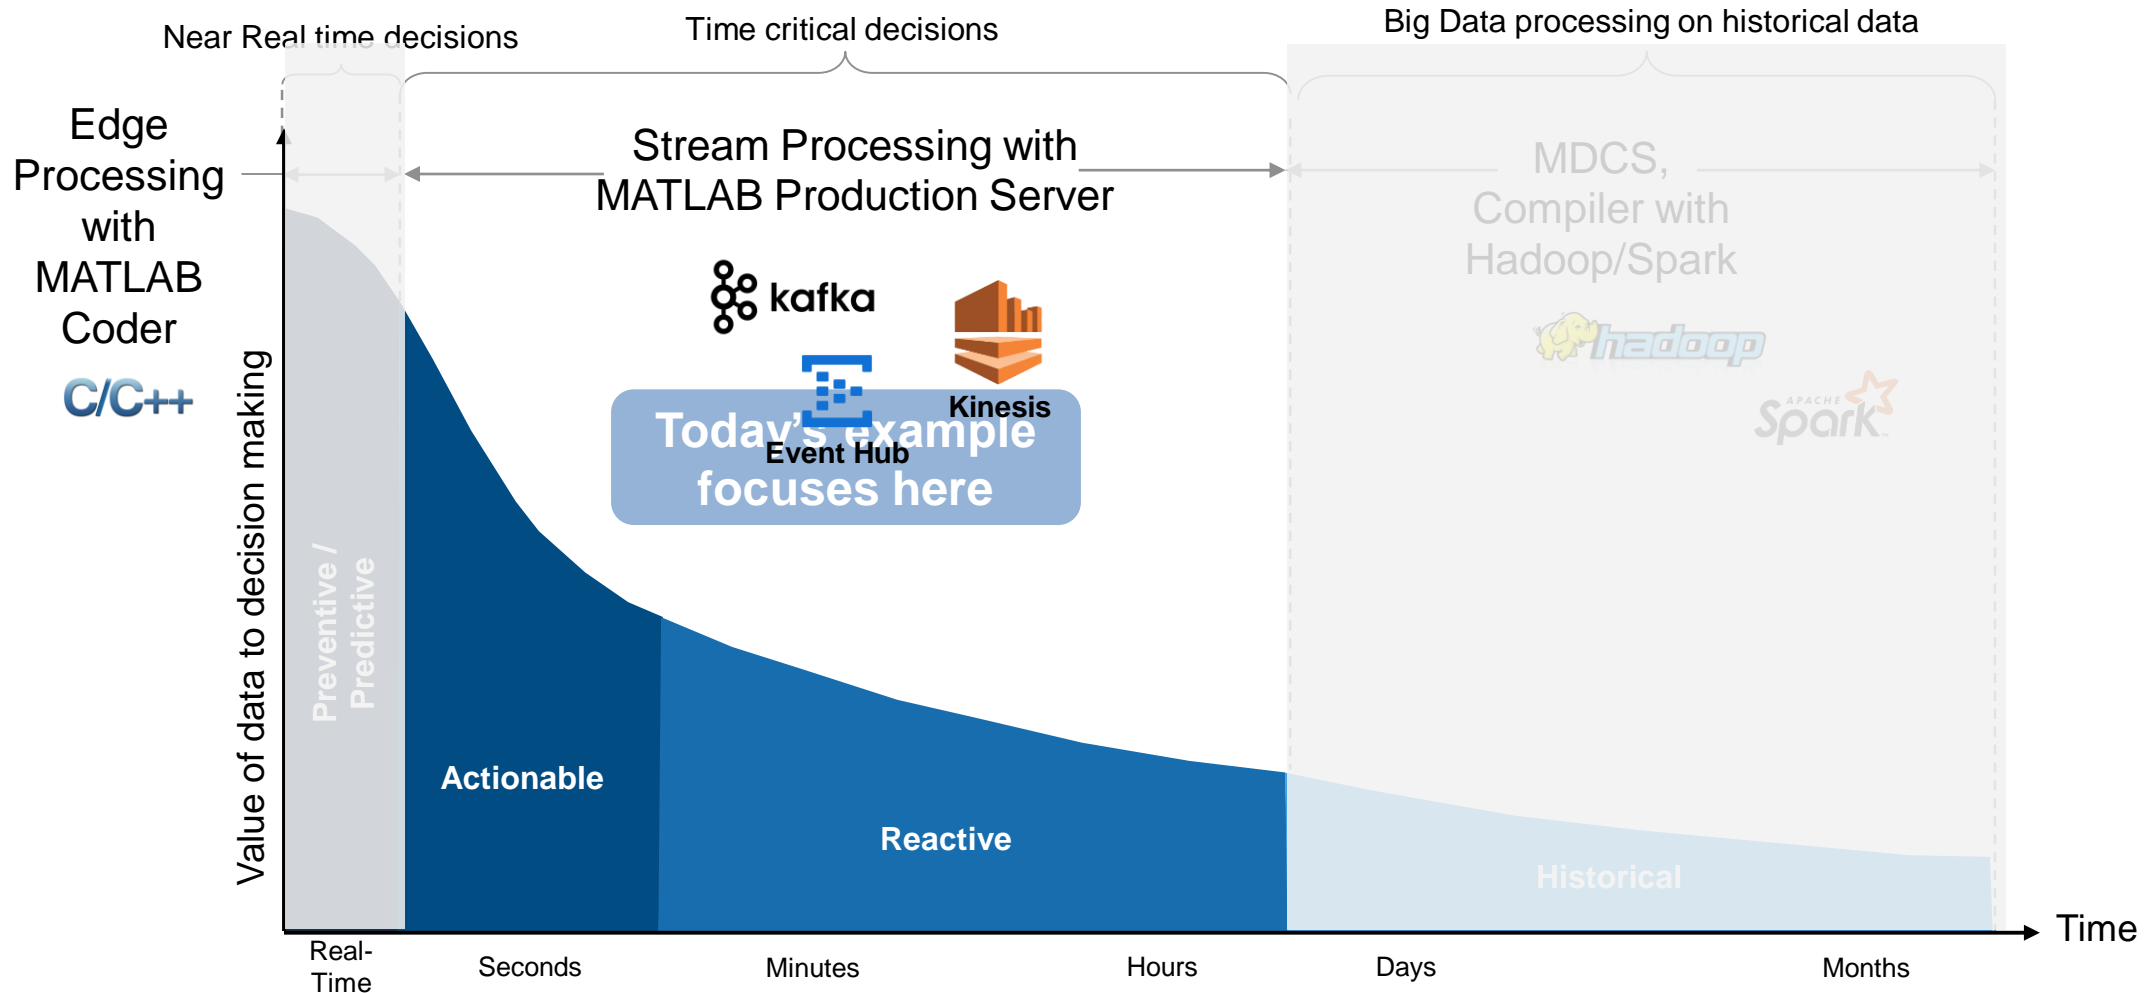 Near Real time decisions
Time critical decisions
Big Data processing on historical data
Edge
Processing
with
MATLAB
Coder
C/C++
Stream Processing with
MATLAB Production Server
MDCS,
Compiler with
Hadoop/Spark
kafka
Kinesis
Event Hub
Today's example
focuses here
hadoop
APACHE
Spark
Value of data to decision making
Preventive /
Predictive
Actionable
Reactive
Historical
Time
Real-
Time
Seconds
Minutes
Hours
Days
Months